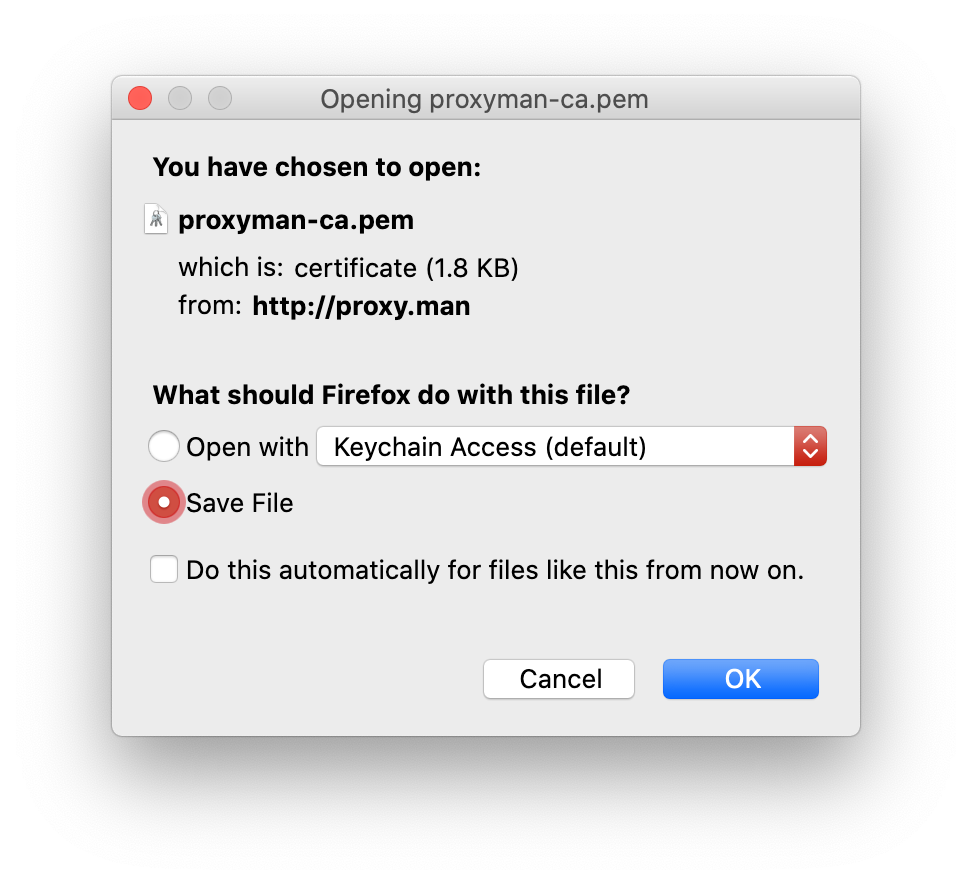 Opening proxyman-ca.pem
You have chosen to open:
proxyman-ca.pem
which is: certificate (1.8 KB)
from: http://proxy.man
What should Firefox do with this file?
Open with Keychain Access (default)
Save File
Do this automatically for files like this from now on.
Cancel OK